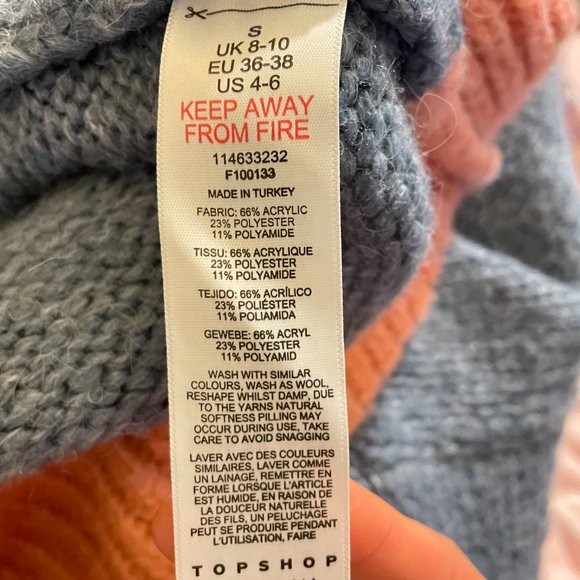 S
UK 8-10
EU 36-38
US 4-6
KEEP AWAY
FROM FIRE
114633232
F100133
MADE IN TURKEY
FABRIC: 66% ACRYLIC
23% POLYESTER
11% POLYAMIDE
TISSU: 66% ACRYLIQUE
23% POLYESTER
11% POLYAMIDE
TEJIDO: 66% ACRÍLICO
23% POLIÉSTER
11% POLIAMIDA
GEWEBE: 66% ACRYL
23% POLYESTER
11% POLYAMID
WASH WITH SIMILAR
COLOURS, WASH AS WOOL,
RESHAPE WHILST DAMP, DUE
TO THE YARNS NATURAL
SOFTNESS PILLING MAY
OCCUR DURING USE, TAKE
CARE TO AVOID SNAGGING
LAVER AVEC DES COULEURS
SIMILAIRES, LAVER COMME
UN LAINAGE, REMETTRE EN
FORME LORSQUE L'ARTICLE
EST HUMIDE, EN RAISON DE
LA DOUCEUR NATURELLE
DES FILS, UN PELUCHAGE
PEUT SE PRODUIRE PENDANT
L'UTILISATION, FAIRE
TOPSHOP